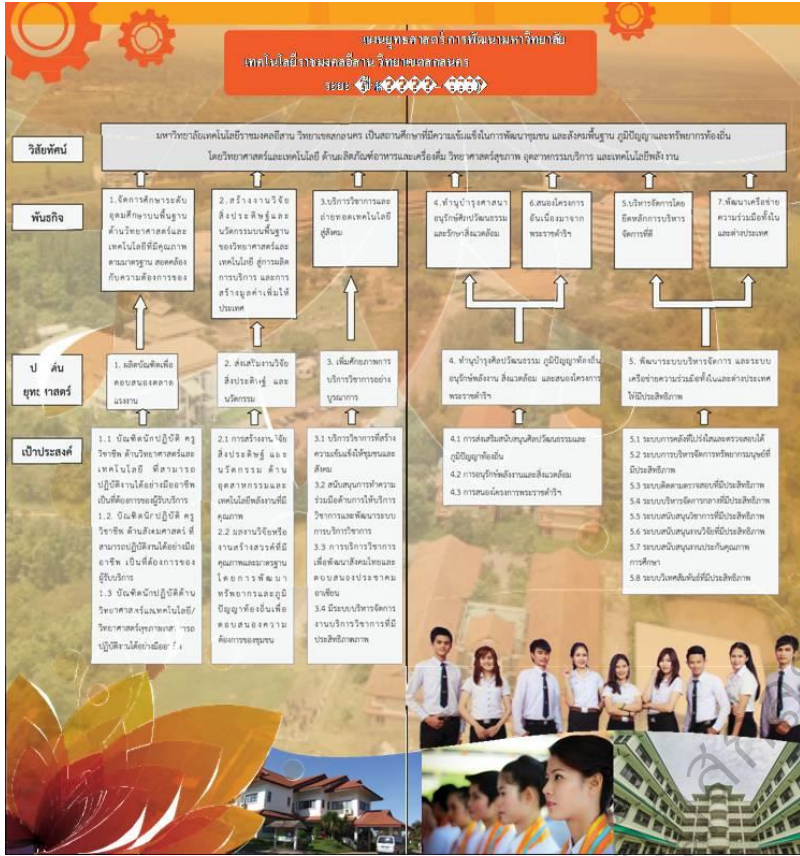 แผนยุทธศาสตร์ การพัฒนามหาวิทยาลัย
เทคโนโลยีราชมงคลอีสาน วิทยาเขตสกลนคร
ระยะ
วิสัยทัศน์
มหาวิทยาลัยเทคโนโลยีราชมงคลอีสาน วิทยาเขตสกลนคร เป็นสถานศึกษาที่มีความเข้มแข็งในการพัฒนาชุมชน และสังคมพื้นฐาน ภูมิปัญญาและทรัพยากรท้องถิ่น
โดยวิทยาศาสตร์และเทคโนโลยี ด้านผลิตภัณฑ์อาหารและเครื่องดื่ม วิทยาศาสตร์สุขภาพ อุตสาหกรรมบริการ และเทคโนโลยีพลังงาน
พันธกิจ
1.จัดการศึกษาระดับ
อุดมศึกษาบนพื้นฐาน
ด้านวิทยาศาสตร์และ
เทคโนโลยีที่มีคุณภาพ
ตามมาตรฐาน สอดคล้อง
กับความต้องการของ
2.สร้างงานวิจัย
สิ่งประดิษฐ์และ
นวัตกรรมบนพื้นฐาน
ของวิทยาศาสตร์และ
เทคโนโลยี สู่การผลิต
การบริการ และการ
สร้างมูลค่าเพิ่มให้
ประเทศ
3.บริการวิชาการและ
ถ่ายทอดเทคโนโลยี
สู่สังคม
4.ทำนุบำรุงศาสนา
อนุรักษ์ศิลปวัฒนธรรม
และรักษาสิ่งแวดล้อม
6.สนองโครงการ
อันเนื่องมาจาก
พระราชดำริฯ
5.บริหารจัดการโดย
ยึดหลักการบริหาร
จัดการที่ดี
7.พัฒนาเครือข่าย
ความร่วมมือทั้งใน
และต่างประเทศ
ยุทธ
1. ผลิตบัณฑิตเพื่อ
ตอบสนองตลาด
แรงงาน
2. ส่งเสริมงานวิจัย
สิ่งประดิษฐ์ และ
นวัตกรรม
3. เพิ่มศักยภาพการ
บริการวิชาการอย่าง
บูรณาการ
4. ทำนุบำรุงศิลปวัฒนธรรม ภูมิปัญญาท้องถิ่น
อนุรักษ์พลังงาน สิ่งแวดล้อม และสนองโครงการ
พระราชดำริฯ
5. พัฒนาระบบบริหารจัดการ และระบบ
เครือข่ายความร่วมมือทั้งในและต่างประเทศ
ให้มีประสิทธิภาพ
เป้าประสงค์
1.1 บัณฑิตนักปฏิบัติ ครู
วิชาชีพ ด้านวิทยาศาสตร์และ
เทคโนโลยี ที่สามารถ
ปฏิบัติงานได้อย่างมืออาชีพ
เป็นที่ต้องการของผู้รับบริการ
1.2. บัณฑิตนักปฏิบัติ ครู
วิชาชีพ ด้านสังคมศาสตร์ ที่
สามารถปฏิบัติงานได้อย่างมือ
อาชีพ เป็นที่ต้องการของ
ผู้รับบริการ
1.3 บัณฑิตนักปฏิบัติด้าน
วิทยาศาสตร์และเทคโนโลยี/
วิทยาศาสตร์สุขภาพที่สามารถ
ปฏิบัติงานได้อย่าง
2.1 การสร้างงานวิจัย
สิ่งประดิษฐ์ และ
นวัตกรรม ด้าน
อุตสาหกรรมและ
เทคโนโลยีพลังงานที่มี
คุณภาพ
2.2 ผลงานวิจัยหรือ
งานสร้างสรรค์ที่มี
คุณภาพและมาตรฐาน
โดยการพัฒนา
ทรัพยากรและภูมิ
ปัญญาท้องถิ่นเพื่อ
ตอบสนองความ
ต้องการของชุมชน
3.1 บริการวิชาการที่สร้าง
ความเข้มแข็งให้ชุมชนและ
สังคม
3.2 สนับสนุนการทำความ
ร่วมมือด้านการให้บริการ
วิชาการและพัฒนาระบบ
การบริการวิชาการ
3.3 การบริการวิชาการ
เพื่อพัฒนาสังคมไทยและ
ตอบสนองประชาคม
อาเซียน
3.4 มีระบบบริหารจัดการ
งานบริการวิชาการที่มี
ประสิทธิภาพภาพ
4.1 การส่งเสริมสนับสนุนศิลปวัฒนธรรมและ
ภูมิปัญญาท้องถิ่น
4.2 การอนุรักษ์พลังงานและสิ่งแวดล้อม
4.3 การสนองโครงการพระราชดำริฯ
5.1 ระบบการคลังที่โปร่งใสและตรวจสอบได้
5.2 ระบบการบริหารจัดการทรัพยากรมนุษย์ที่
มีประสิทธิภาพ
5.3 ระบบติดตามตรวจสอบที่มีประสิทธิภาพ
5.4 ระบบบริหารจัดการกลางที่มีประสิทธิภาพ
5.5 ระบบสนับสนุนวิชาการที่มีประสิทธิภาพ
5.6 ระบบสนับสนุนงานวิจัยที่มีประสิทธิภาพ
5.7 ระบบสนับสนุนงานประกันคุณภาพ
การศึกษา
5.8 ระบบวิเทศสัมพันธ์ที่มีประสิทธิภาพ